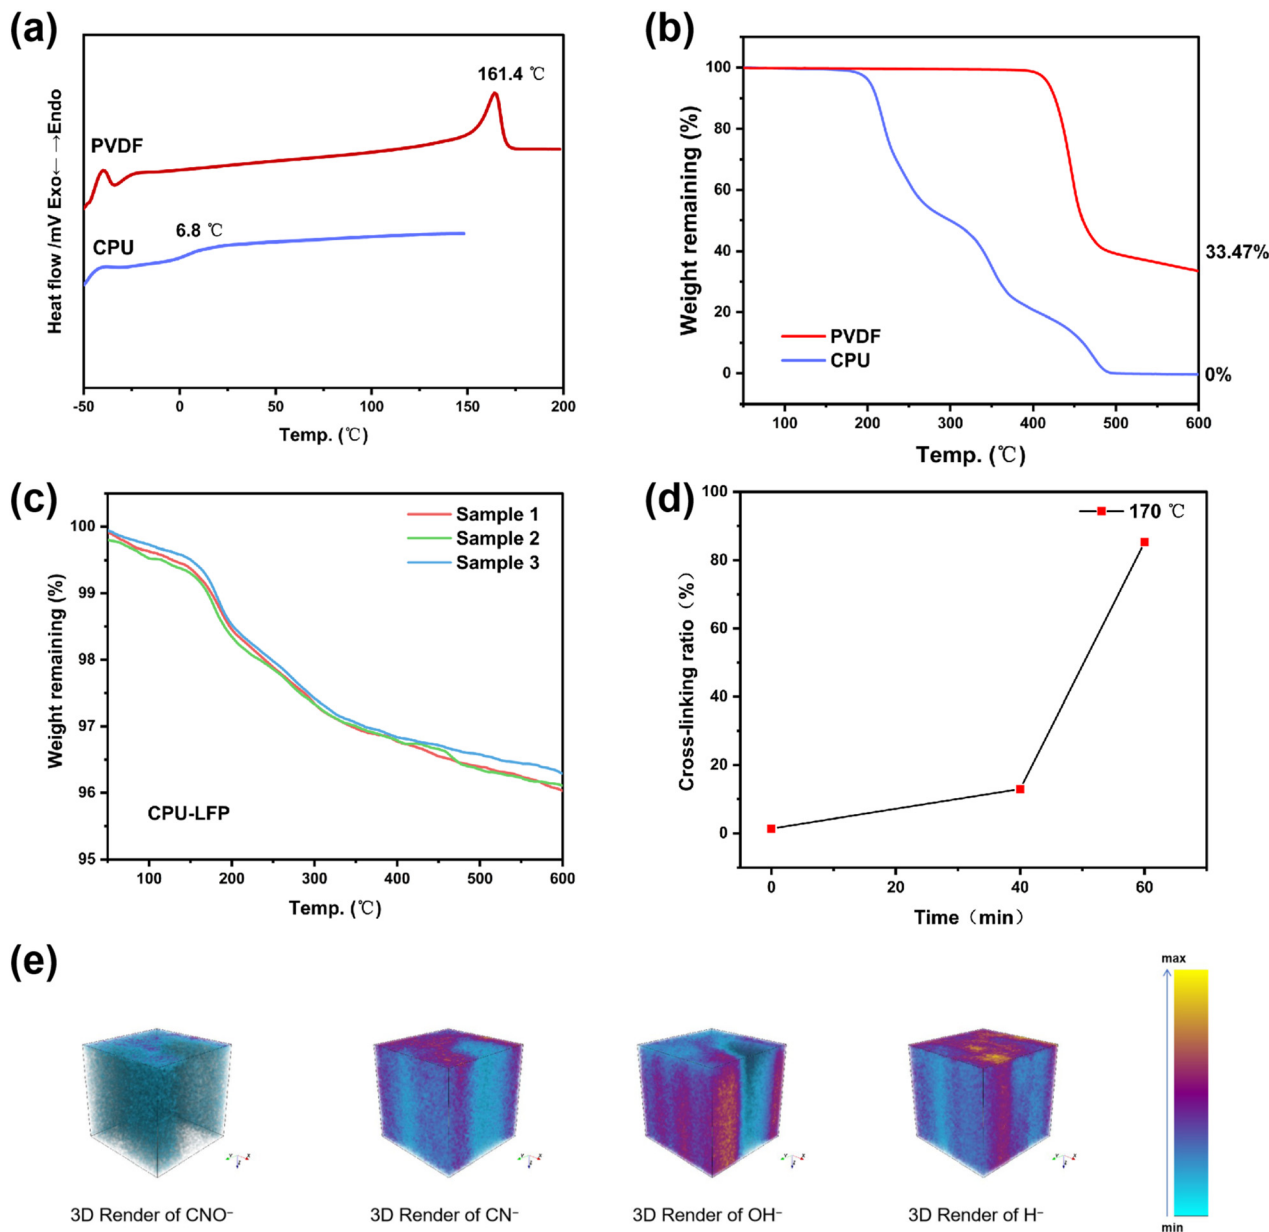 (a)
161.4 ℃
PVDF
6.8 ℃
CPU
Heat flow /mV Exo← →Endo
-50 0 50 100 150 200
Temp. (℃)
(b)
100
80
60
40
20
0
Weight remaining (%)
33.47%
0%
PVDF
CPU
100 200 300 400 500 600
Temp. (℃)
(c)
100
99
98
97
96
95
Weight remaining (%)
Sample 1
Sample 2
Sample 3
CPU-LFP
100 200 300 400 500 600
Temp. (℃)
(d)
100
80
60
40
20
0
Cross-linking ratio (%)
170 ℃
0 20 40 60
Time (min)
(e)
max
min
3D Render of CNO⁻
3D Render of CN⁻
3D Render of OH⁻
3D Render of H⁻